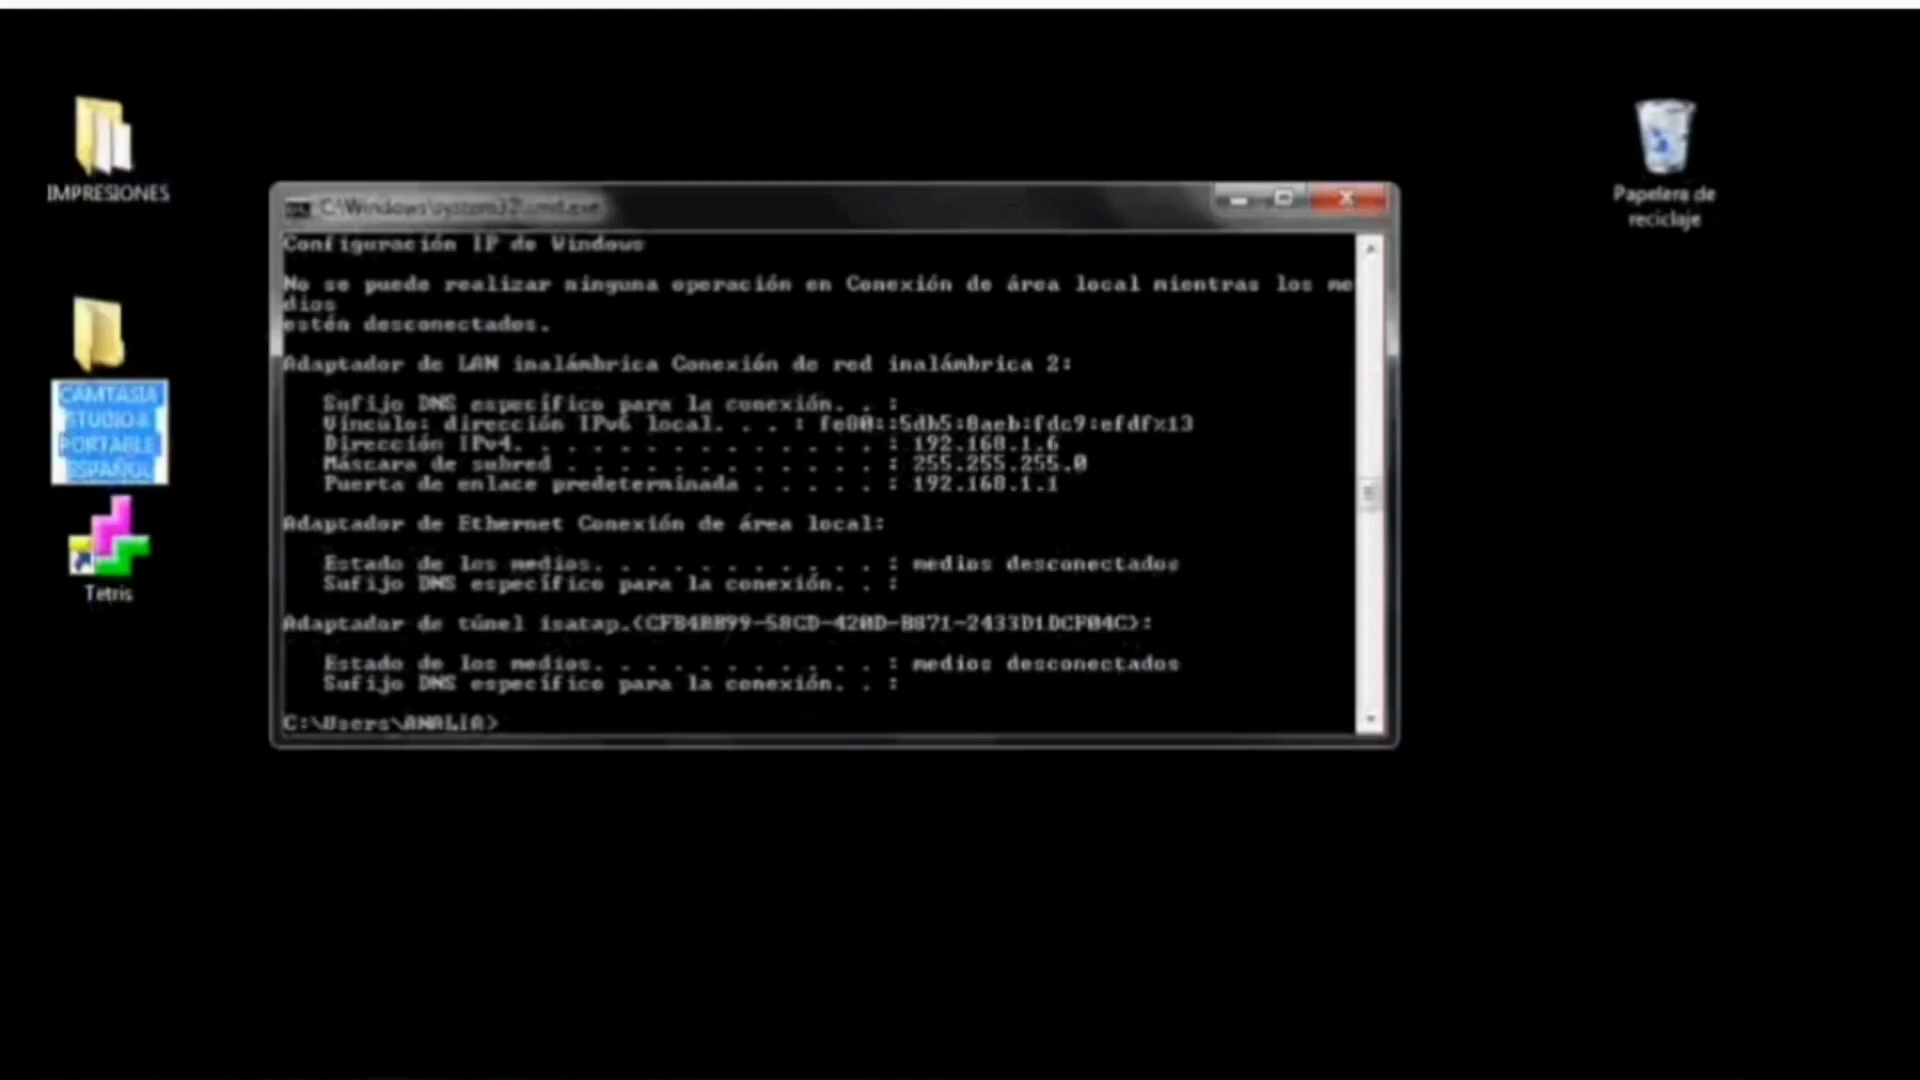 IMPRESIONES
CAMTASIA
STUDIO 8
PORTABLE
ESPAÑOL
Tetris
Papelera de
reciclaje
C:\Windows\system32\cmd.exe
Configuración IP de Windows
No se puede realizar ninguna operación en Conexión de área local mientras los me
dios
estén desconectados.
Adaptador de LAN inalámbrica Conexión de red inalámbrica 2:
Sufijo DNS específico para la conexión. . :
Vínculo: dirección IPv6 local. . . : fe80::5db5:8aeb:fdc9:efdf%13
Dirección IPv4. . . . . . . . . . . . . . : 192.168.1.6
Máscara de subred . . . . . . . . . . . . : 255.255.255.0
Puerta de enlace predeterminada . . . . . : 192.168.1.1
Adaptador de Ethernet Conexión de área local:
Estado de los medios. . . . . . . . . . . : medios desconectados
Sufijo DNS específico para la conexión. . :
Adaptador de túnel isatap.
Estado de los medios. . . . . . . . . . . : medios desconectados
Sufijo DNS específico para la conexión. . :
C:\Users\ANALIA>